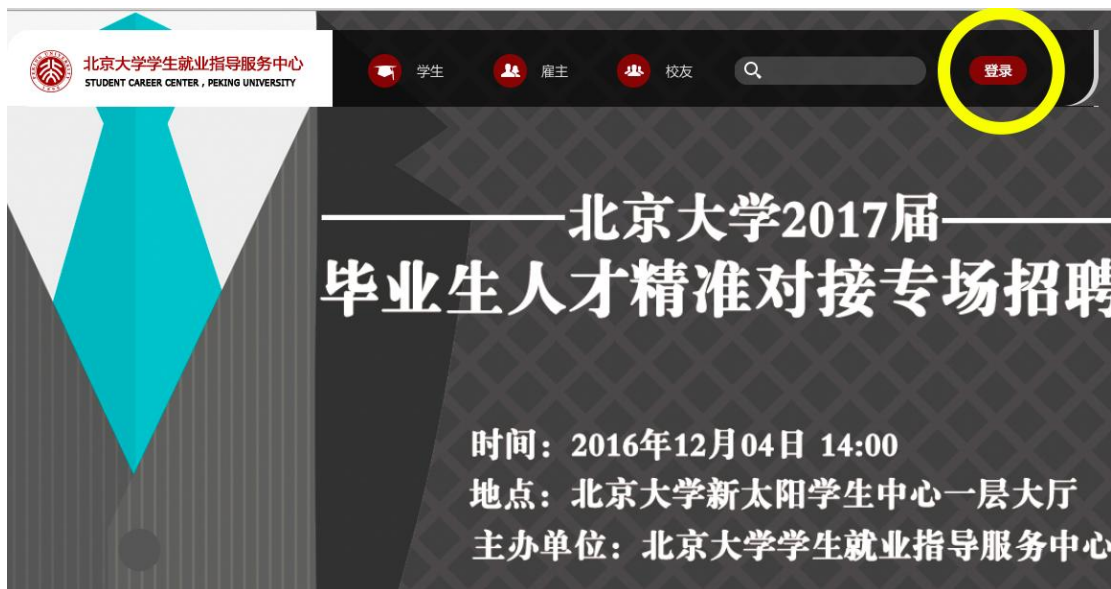 北京大学学生就业指导服务中心
STUDENT CAREER CENTER , PEKING UNIVERSITY
学生
雇主
校友
登录
北京大学2017届
毕业生人才精准对接专场招聘
时间：2016年12月04日 14:00
地点：北京大学新太阳学生中心一层大厅
主办单位：北京大学学生就业指导服务中心